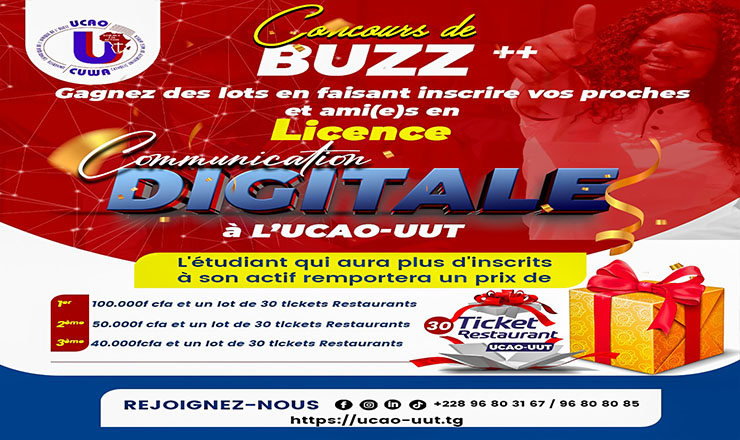 UCAO
U
CUWA
Concours de
BUZZ ++
Gagnez des lots en faisant inscrire vos proches
et ami(e)s en
Licence
Communication
DIGITALE
à L'UCAO-UUT
L'étudiant qui aura plus d'inscrits
à son actif remportera un prix de
1er 100.000f cfa et un lot de 30 tickets Restaurants
2ème 50.000f cfa et un lot de 30 tickets Restaurants
3ème 40.000fcfa et un lot de 30 tickets Restaurants
30 Ticket
Restaurant
UCAO-UUT
REJOIGNEZ-NOUS +228 96 80 31 67 / 96 80 80 85
https://ucao-uut.tg